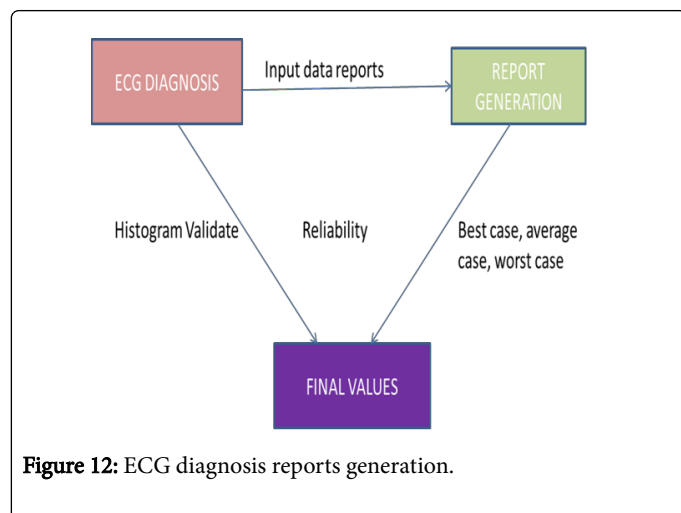 ECG DIAGNOSIS
Input data reports
REPORT
GENERATION
Histogram Validate
Reliability
Best case, average
case, worst case
FINAL VALUES
Figure 12: ECG diagnosis reports generation.